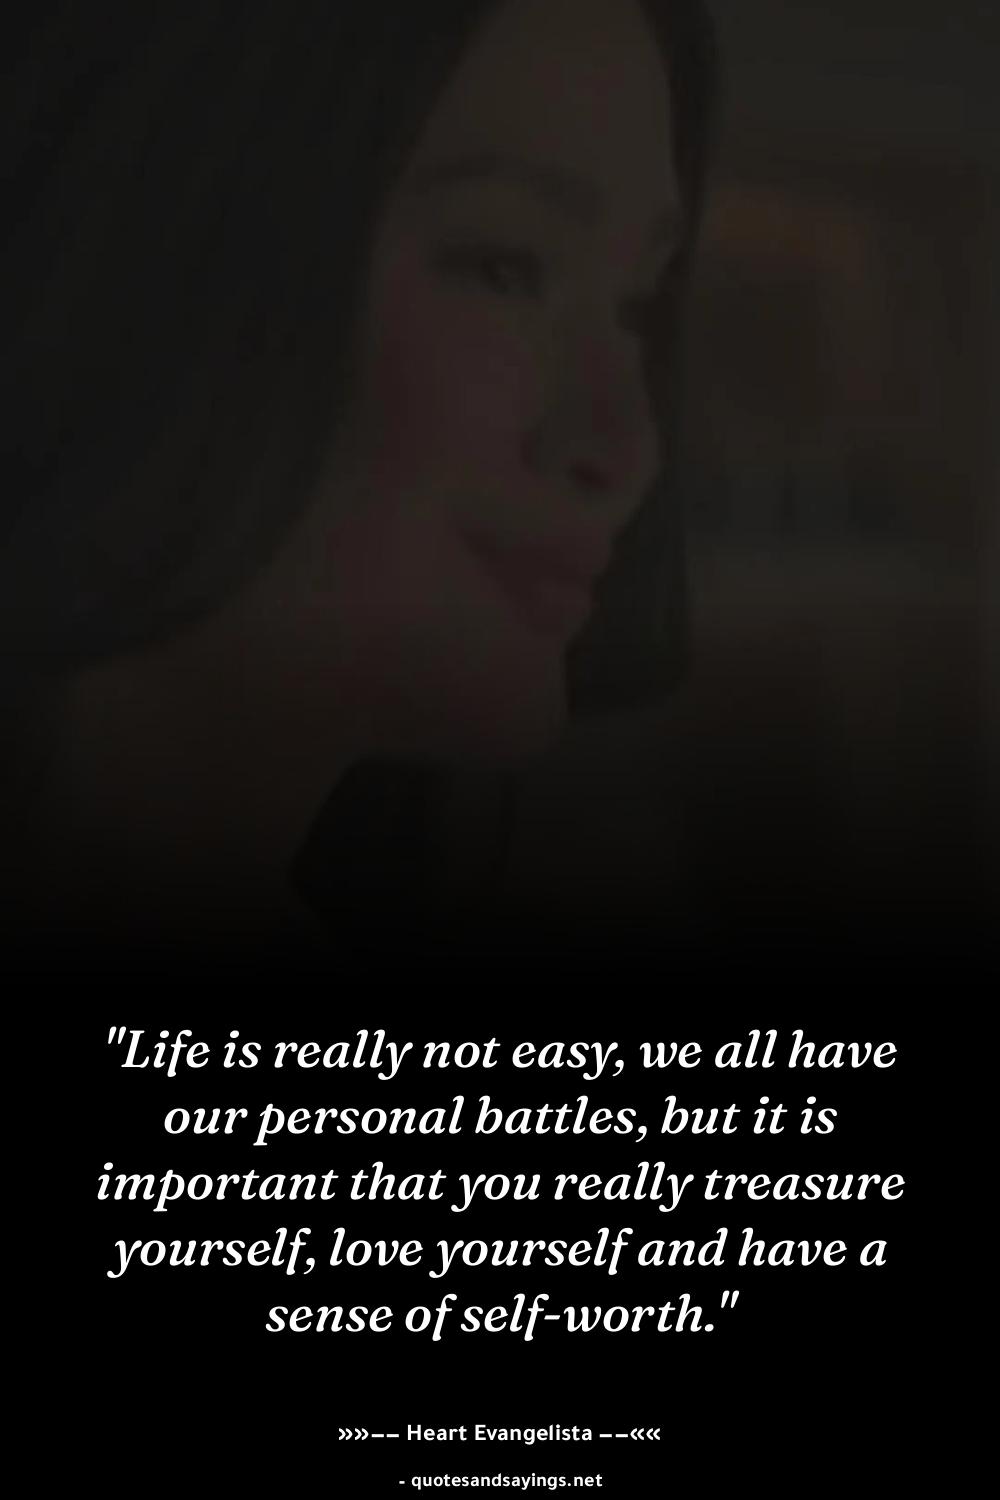 "Life is really not easy, we all have
our personal battles, but it is
important that you really treasure
yourself, love yourself and have a
sense of self-worth."
»»–– Heart Evangelista ––««
- quotesandsayings.net